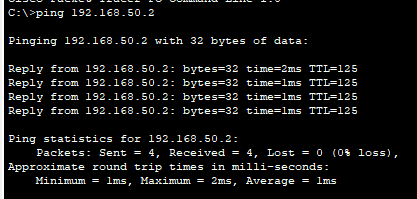 Cisco Packet Tracer PC Command Line 1.0
C:\>ping 192.168.50.2
Pinging 192.168.50.2 with 32 bytes of data:
Reply from 192.168.50.2: bytes=32 time=2ms TTL=125
Reply from 192.168.50.2: bytes=32 time=1ms TTL=125
Reply from 192.168.50.2: bytes=32 time=1ms TTL=125
Reply from 192.168.50.2: bytes=32 time=1ms TTL=125
Ping statistics for 192.168.50.2:
Packets: Sent = 4, Received = 4, Lost = 0 (0% loss),
Approximate round trip times in milli-seconds:
Minimum = 1ms, Maximum = 2ms, Average = 1ms